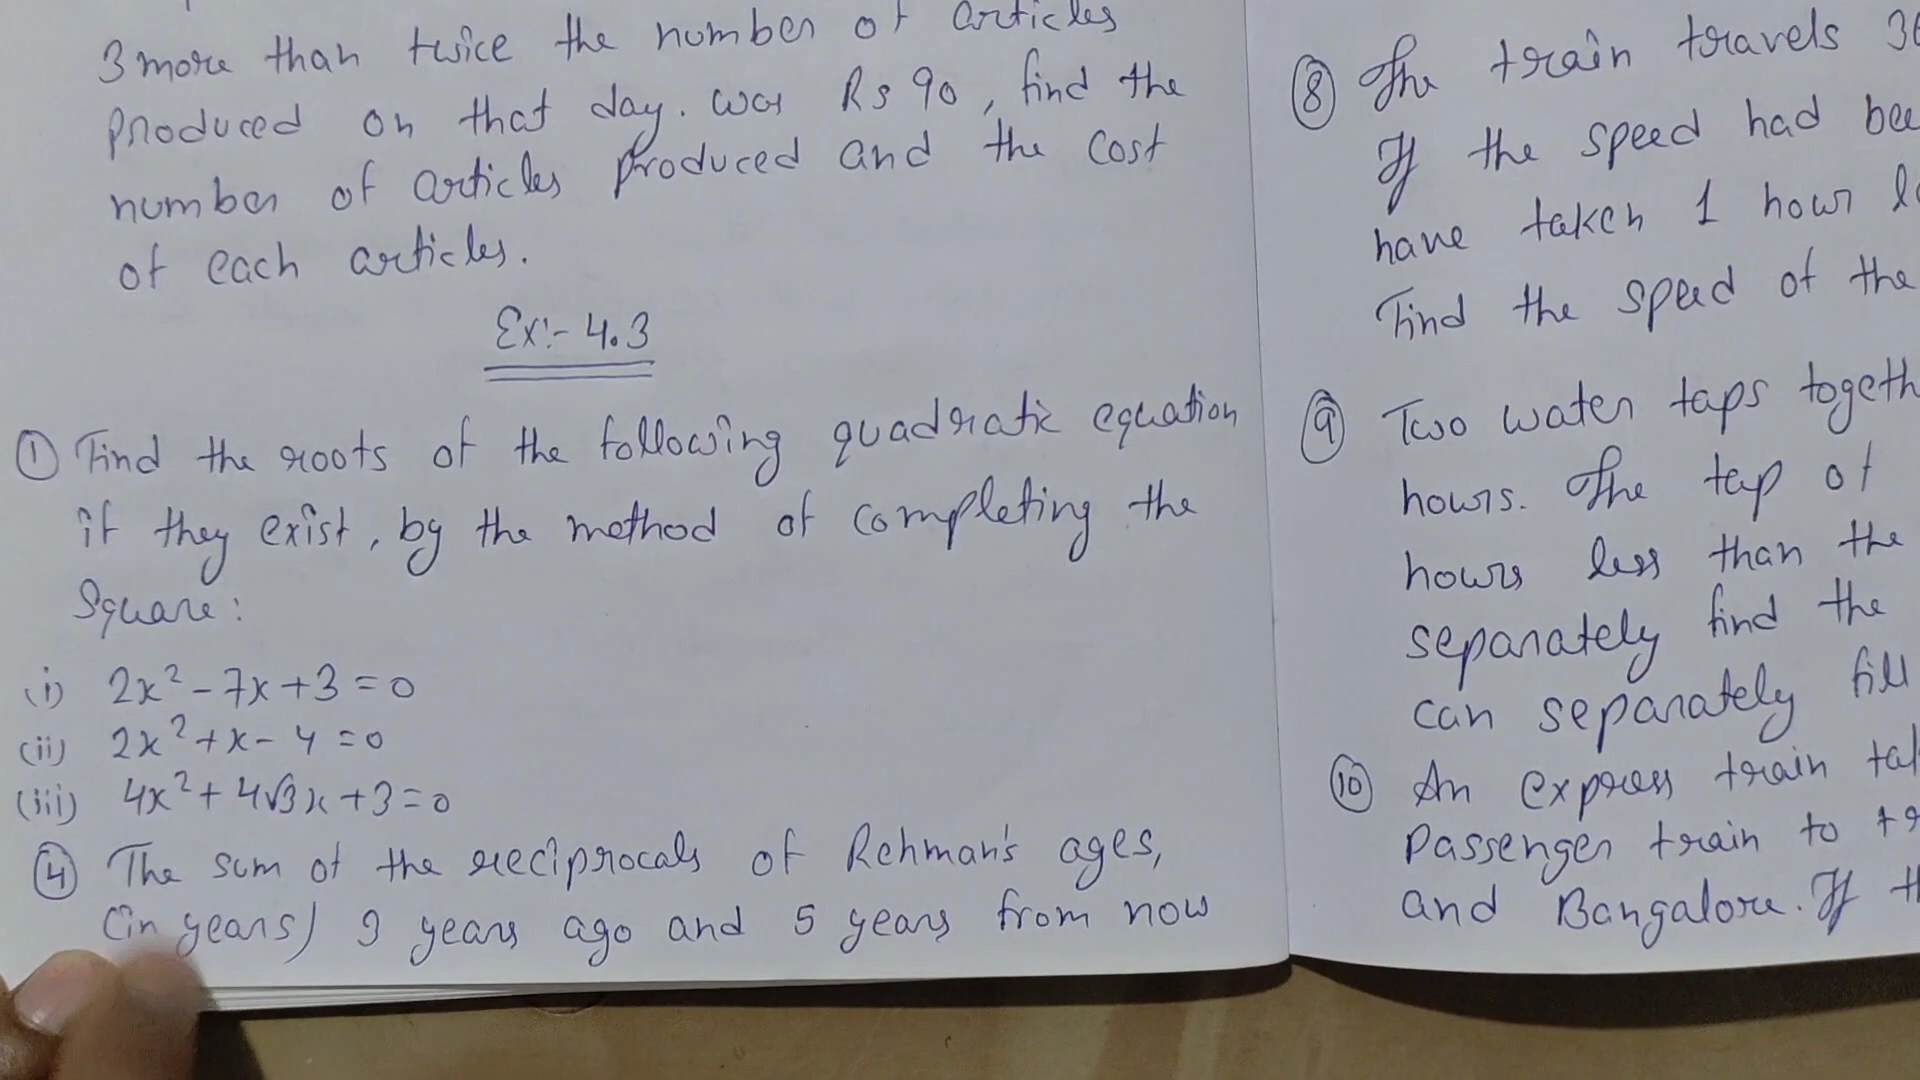 3 more than twice the number of articles
produced on that day. was Rs 90, find the
number of articles produced and the cost
of each articles.
Ex:- 4.3
① Find the roots of the following quadratic equation
if they exist, by the method of completing the
Square:
(i) 2x² - 7x + 3 = 0
(ii) 2x² + x - 4 = 0
(iii) 4x² + 4√3x + 3 = 0
④ The sum of the reciprocals of Rehman's ages,
(in years) 3 years ago and 5 years from now
⑧ The train travels 36
If the speed had bee
have taken 1 hour le
Find the speed of the
⑨ Two water taps togeth
hours. The tap of
hours less than the
separately find the
can separately fill
⑩ An express train tak
passenger train to tr
and Bangalore. If th